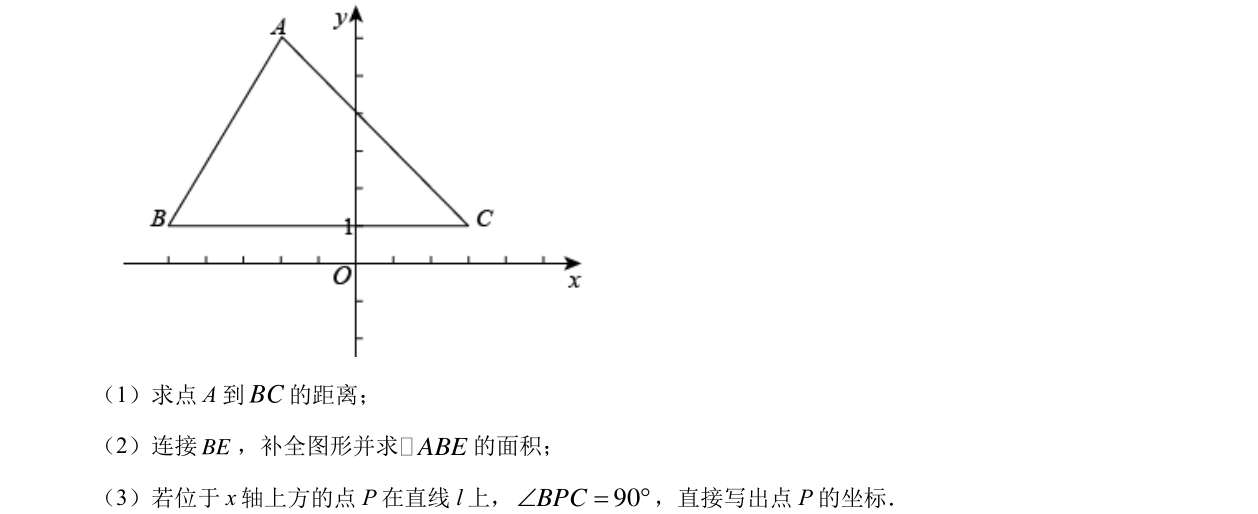 y
A
B
1
C
O
x
（1）求点 A 到 BC 的距离；
（2）连接 BE，补全图形并求□ABE 的面积；
（3）若位于 x 轴上方的点 P 在直线 l 上，∠BPC = 90°，直接写出点 P 的坐标．